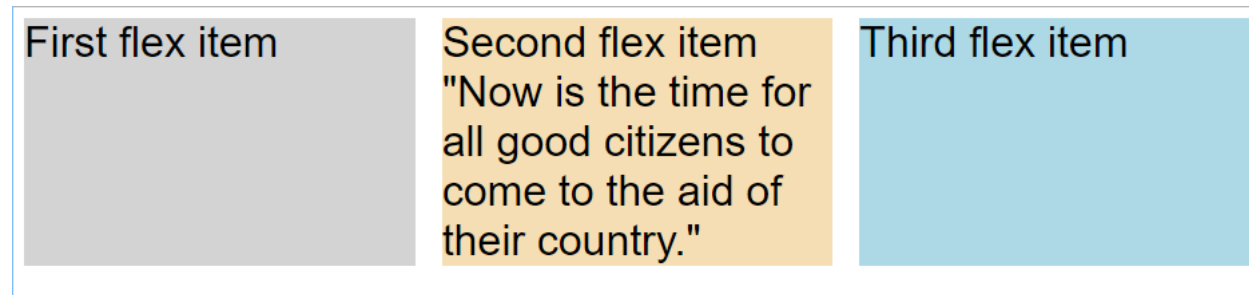 First flex item
Second flex item
"Now is the time for
all good citizens to
come to the aid of
their country."
Third flex item